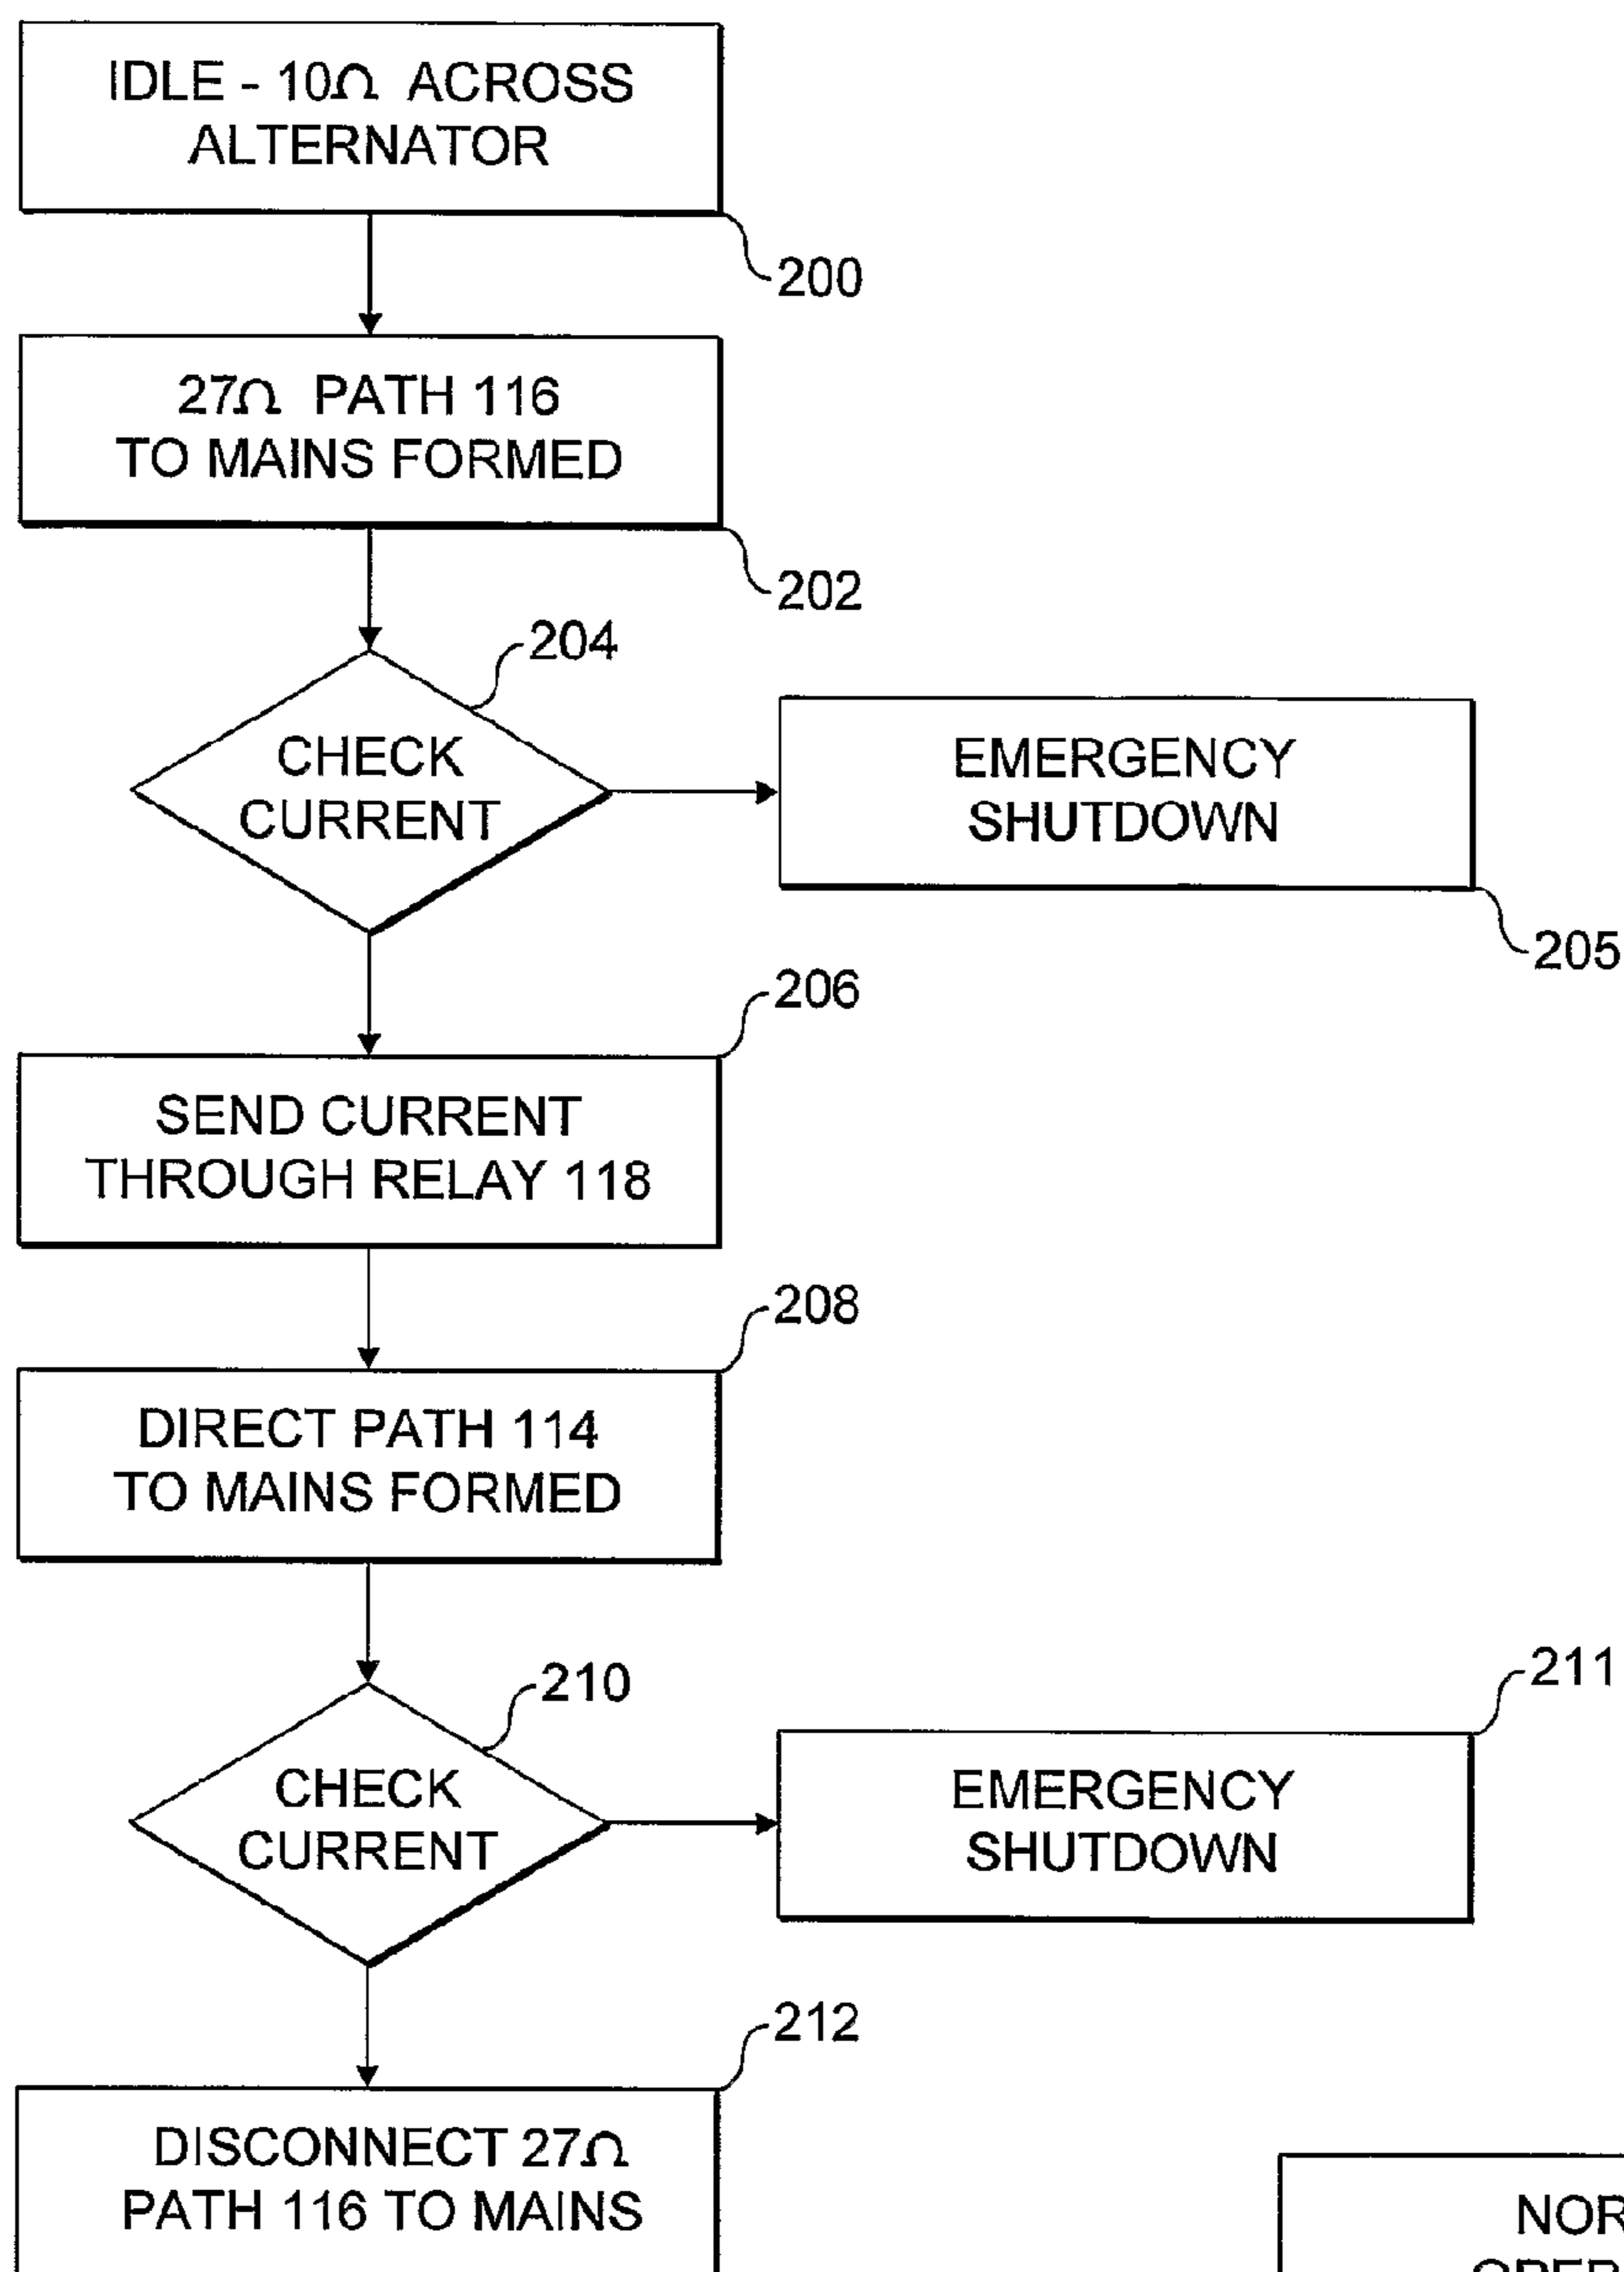 IDLE - 10Ω ACROSS
ALTERNATOR
200
27Ω PATH 116
TO MAINS FORMED
202
204
CHECK
CURRENT
EMERGENCY
SHUTDOWN
205
206
SEND CURRENT
THROUGH RELAY 118
208
DIRECT PATH 114
TO MAINS FORMED
210
211
CHECK
CURRENT
EMERGENCY
SHUTDOWN
212
DISCONNECT 27Ω
PATH 116 TO MAINS